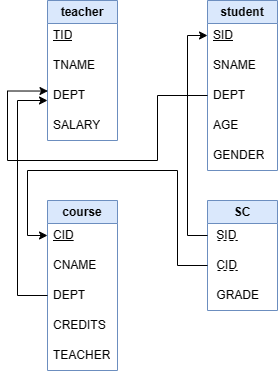 teacher
TID
TNAME
DEPT
SALARY
student
SID
SNAME
DEPT
AGE
GENDER
course
CID
CNAME
DEPT
CREDITS
TEACHER
SC
SID
CID
GRADE